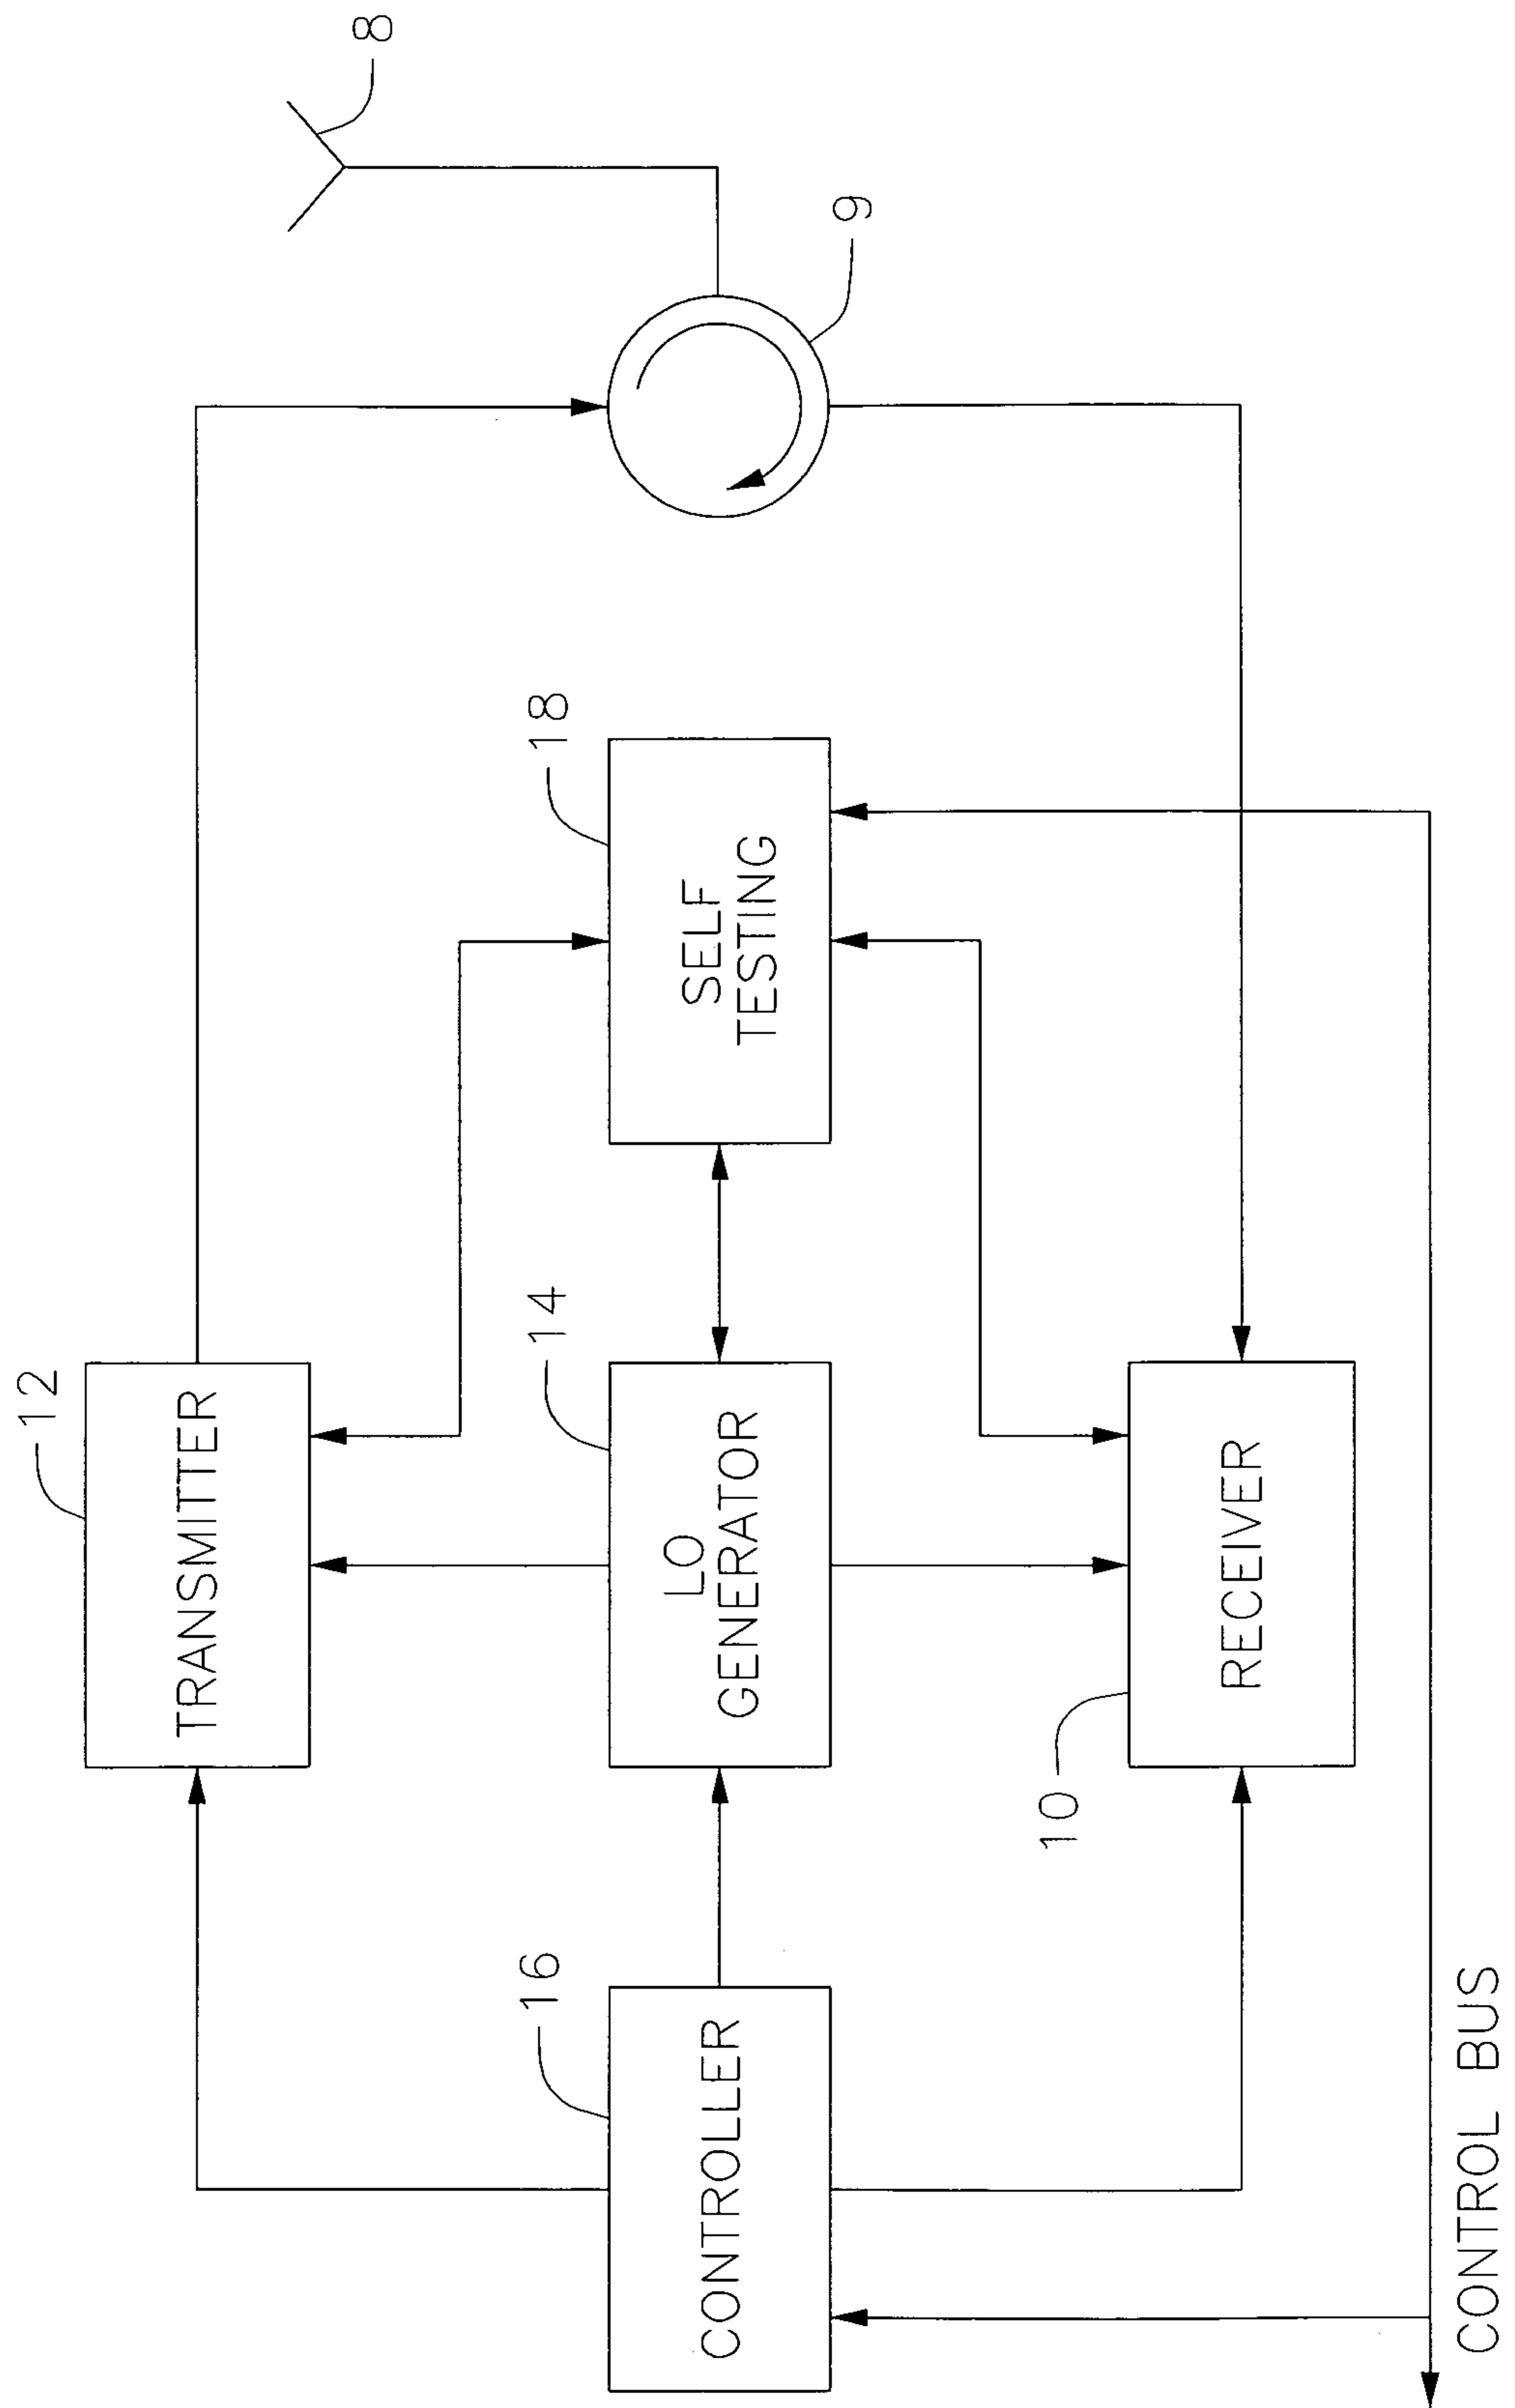 8
9
12
TRANSMITTER
18
SELF
TESTING
14
LO
GENERATOR
16
CONTROLLER
10
RECEIVER
CONTROL BUS